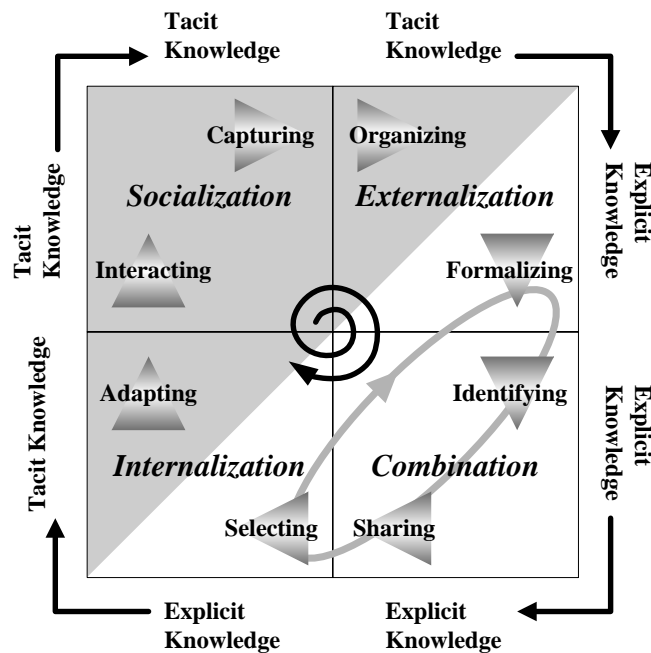 Tacit
Knowledge
Tacit
Knowledge
Tacit
Knowledge
Explicit
Knowledge
Capturing
Organizing
Socialization
Externalization
Interacting
Formalizing
Tacit Knowledge
Explicit
Knowledge
Adapting
Identifying
Internalization
Combination
Selecting
Sharing
Explicit
Knowledge
Explicit
Knowledge